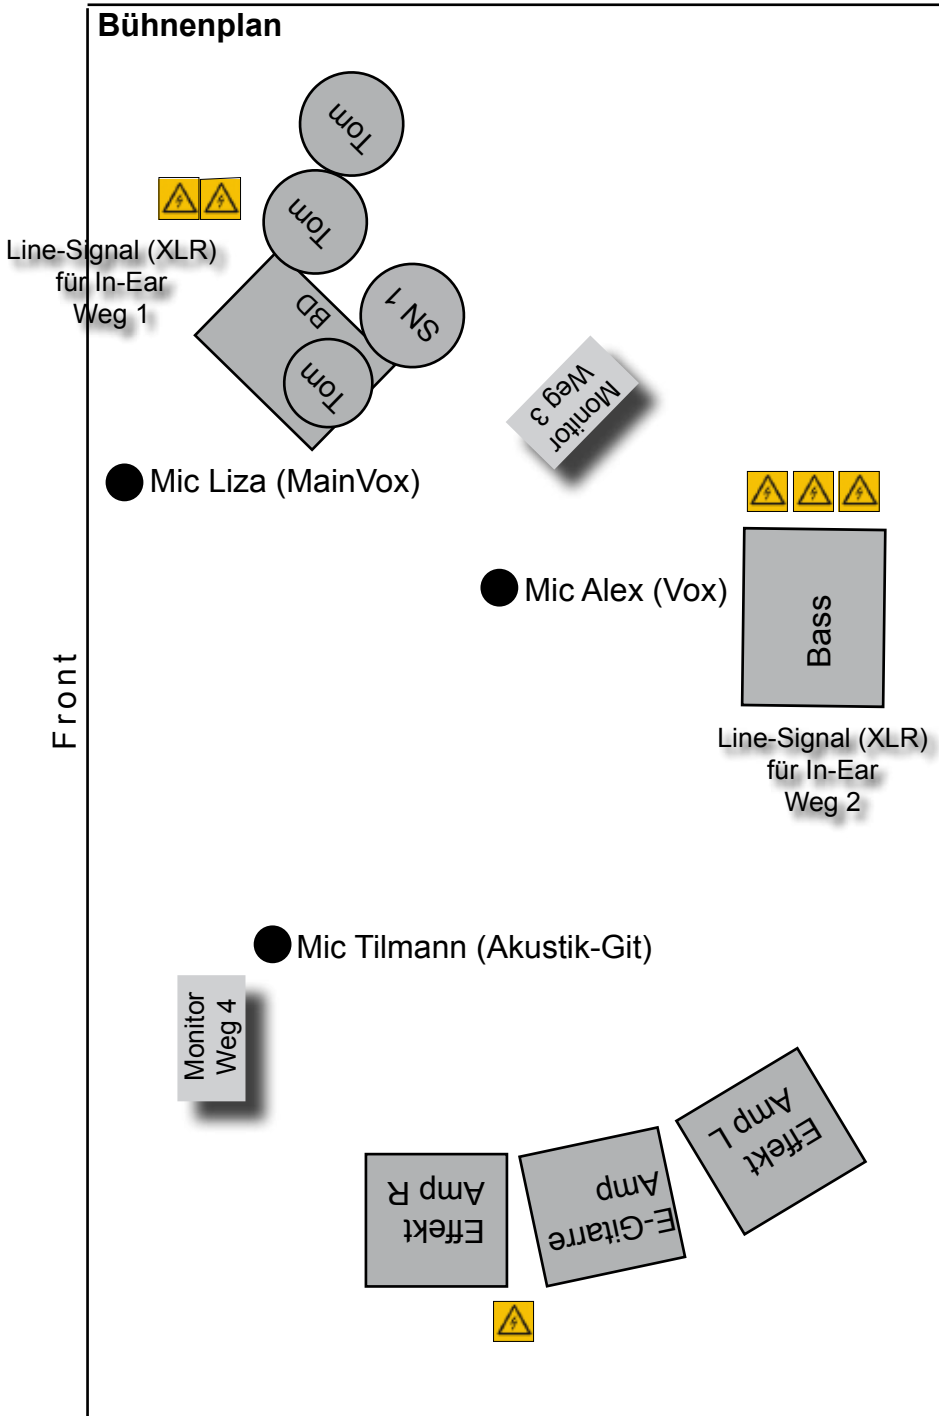 Bühnenplan
Tom
Tom
Line-Signal (XLR)
für In-Ear
Weg 1
BD
SN 1
Tom
Monitor
Weg 3
Mic Liza (MainVox)
Mic Alex (Vox)
Bass
Front
Line-Signal (XLR)
für In-Ear
Weg 2
Mic Tilmann (Akustik-Git)
Monitor
Weg 4
Effekt
Amp R
E-Gitarre
Amp
Effekt
Amp L